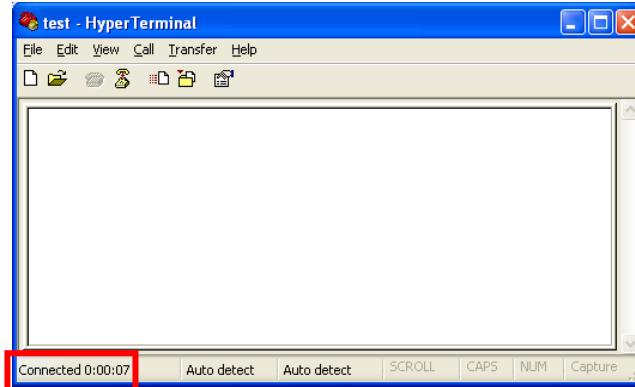 test - HyperTerminal
File Edit View Call Transfer Help
Connected 0:00:07 Auto detect Auto detect SCROLL CAPS NUM Capture